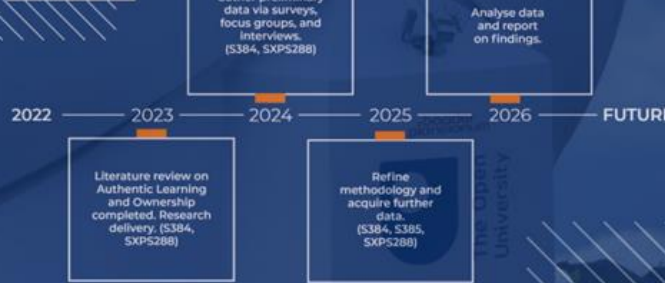 data via surveys,
focus groups, and
interviews.
(S384, SXPS288)
Analyse data
and report
on findings.
2022
2023
2024
2025
2026
FUTUR
Literature review on
Authentic Learning
and Ownership
completed. Research
delivery. (S384,
SXPS288)
Refine
methodology and
acquire further
data.
(S384, S385,
SXPS288)
The Open
University